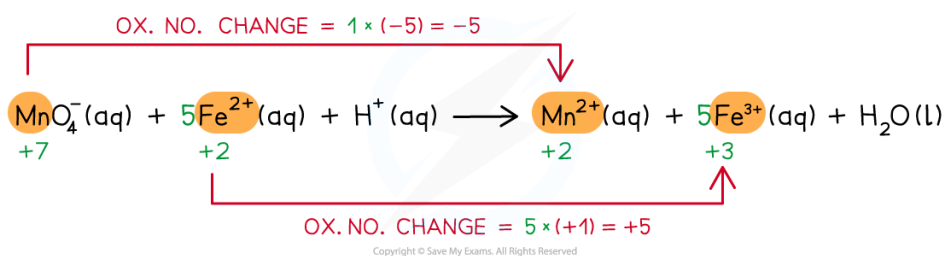 OX. NO. CHANGE = 1 × (-5) = -5
MnO₄⁻(aq) + 5Fe²⁺(aq) + H⁺(aq) ⟶ Mn²⁺(aq) + 5Fe³⁺(aq) + H₂O(l)
+7 +2 +2 +3
OX. NO. CHANGE = 5 × (+1) = +5
Copyright © Save My Exams. All Rights Reserved